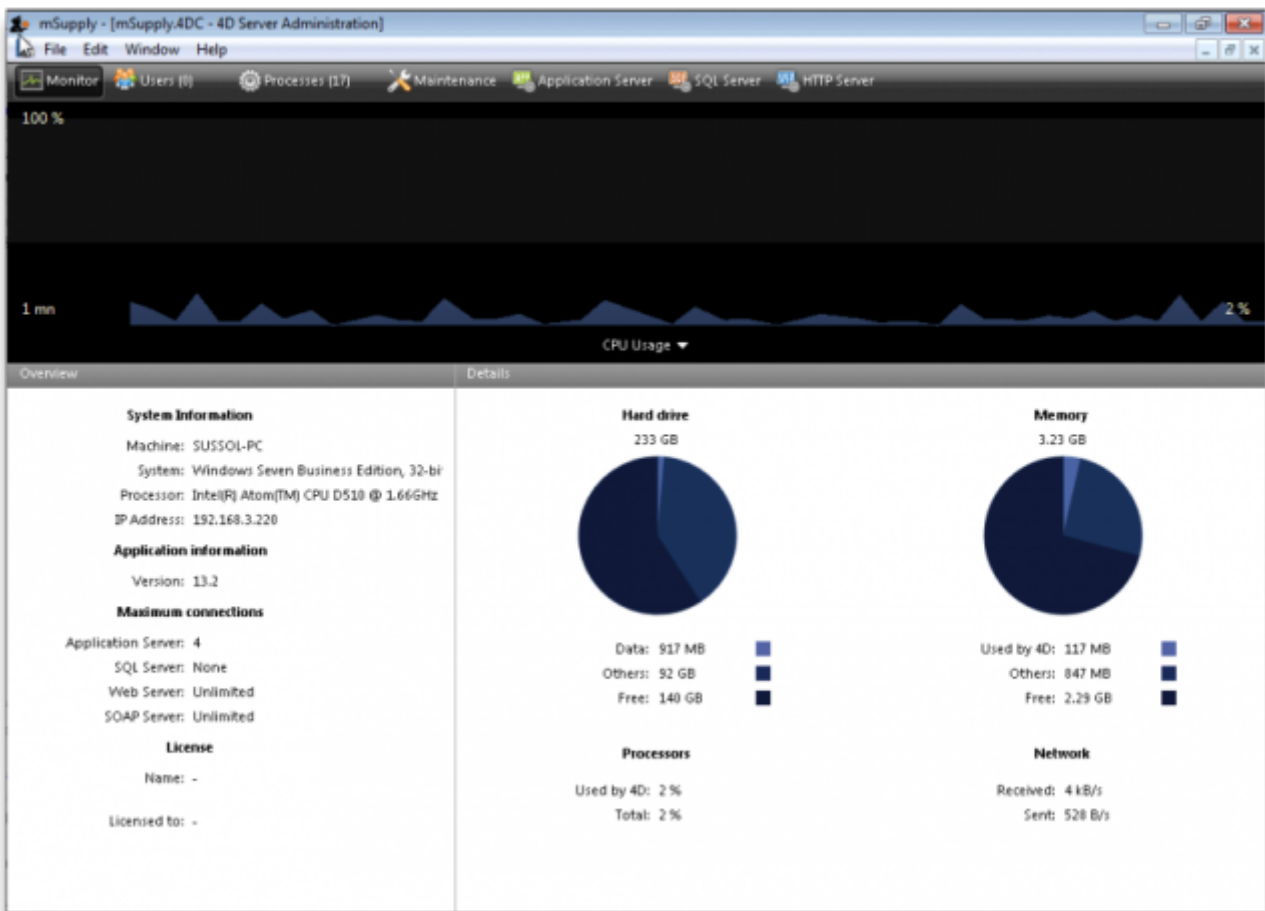 mSupply - [mSupply.4DC - 4D Server Administration]
File Edit Window Help
Monitor Users (0) Processes (17) Maintenance Application Server SQL Server HTTP Server
100 %
1 mn
2 %
CPU Usage
Overview
Details
System Information
Machine: SUSSOL-PC
System: Windows Seven Business Edition, 32-bi
Processor: Intel(R) Atom(TM) CPU D510 @ 1.66GHz
IP Address: 192.168.3.220
Application information
Version: 13.2
Maximum connections
Application Server: 4
SQL Server: None
Web Server: Unlimited
SOAP Server: Unlimited
License
Name: -
Licensed to: -
Hard drive
233 GB
Data: 917 MB
Others: 92 GB
Free: 140 GB
Memory
3.23 GB
Used by 4D: 117 MB
Others: 847 MB
Free: 2.29 GB
Processors
Used by 4D: 2 %
Total: 2 %
Network
Received: 4 kB/s
Sent: 528 B/s